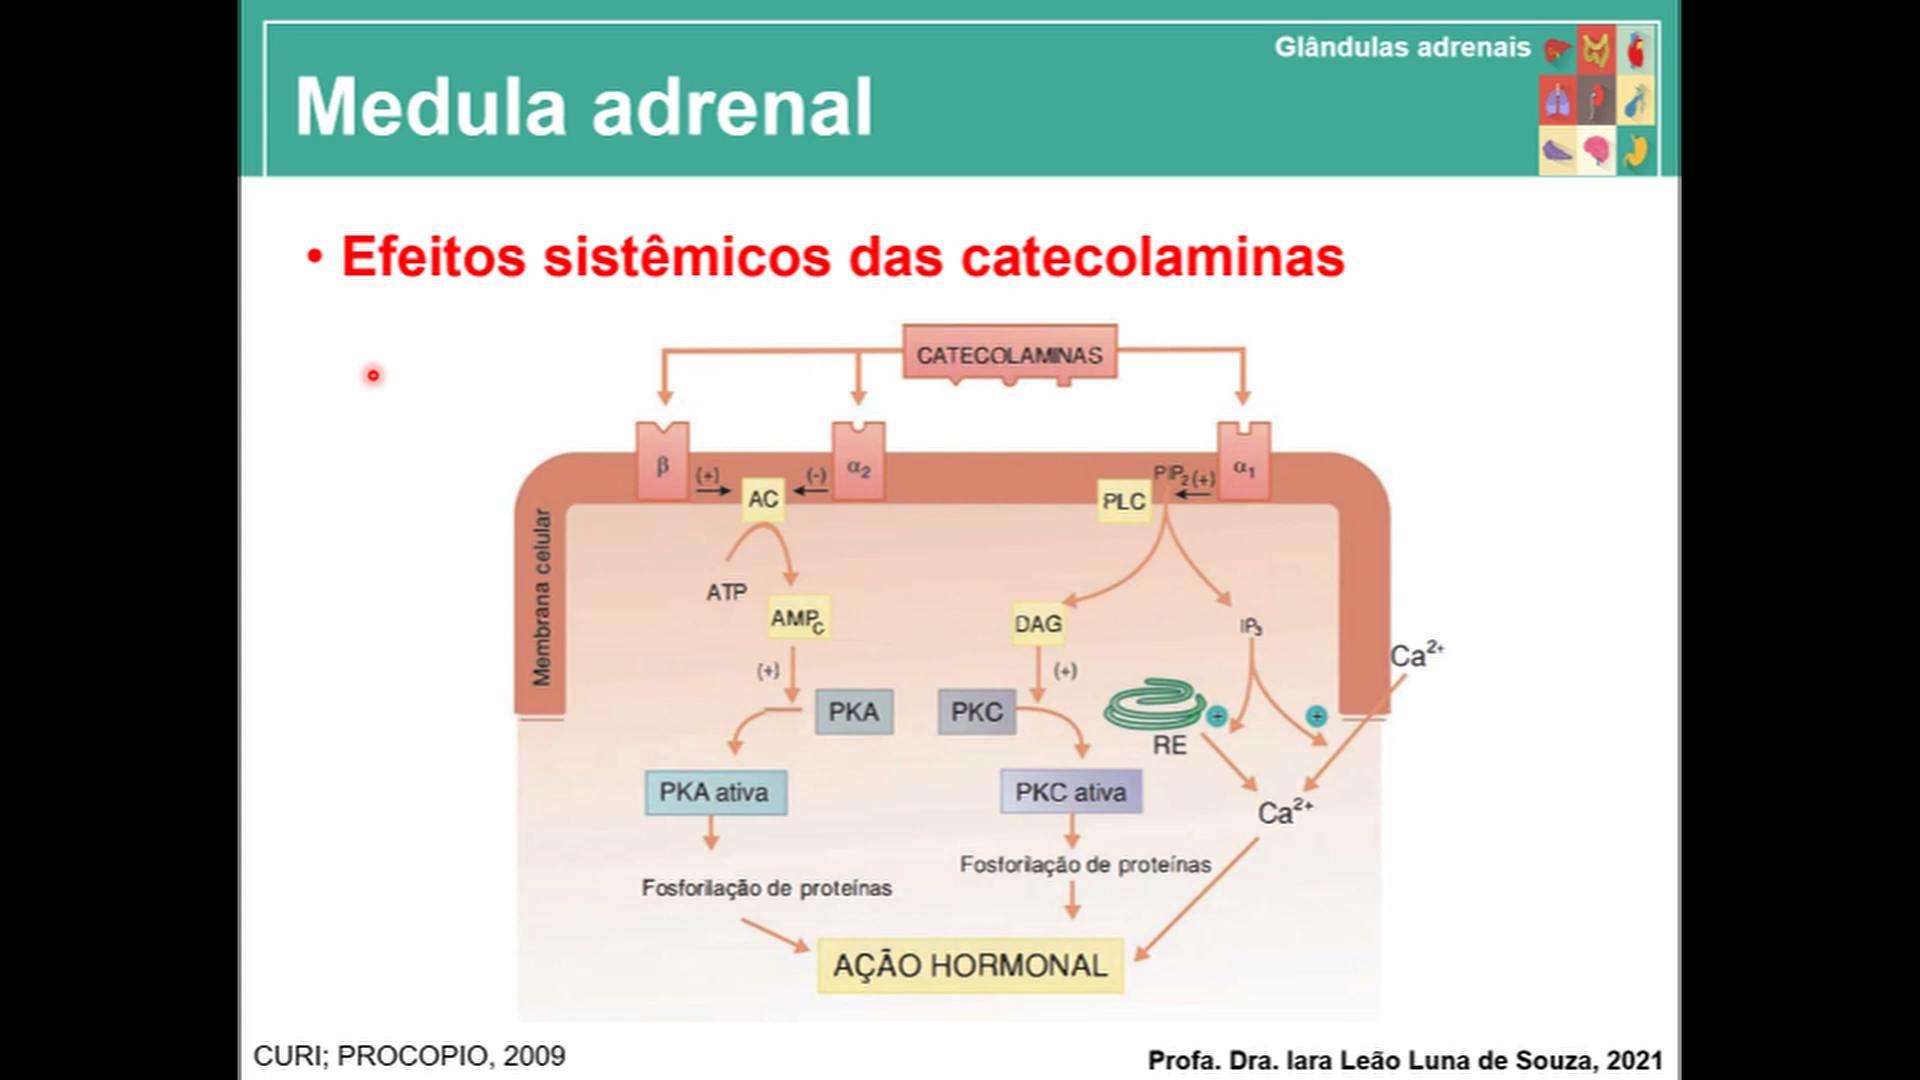 Glândulas adrenais
Medula adrenal
• Efeitos sistêmicos das catecolaminas
CATECOLAMINAS
β
(+)
AC
(-)
α₂
PLC
PIP₂
(+)
α₁
Membrana celular
ATP
AMPc
(+)
PKA
PKA ativa
Fosforilação de proteínas
DAG
(+)
PKC
PKC ativa
Fosforilação de proteínas
IP₃
Ca²⁺
+
+
RE
Ca²⁺
AÇÃO HORMONAL
CURI; PROCOPIO, 2009
Profa. Dra. Iara Leão Luna de Souza, 2021